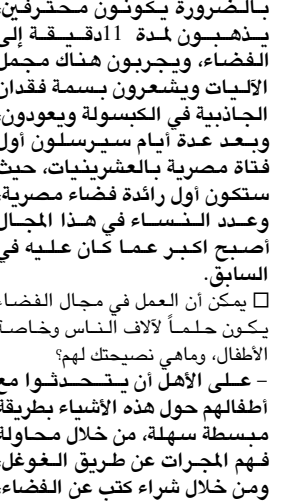 بالضرورة يكونون محترفين،
يذهبون لمدة 11دقيقة إلى
الفضاء، ويجربون هناك مجمل
الآليات ويشعرون بسمة فقدان
الجاذبية في الكبسولة ويعودون،
وبعد عدة أيام سيرسلون أول
فتاة مصرية بالعشرينيات، حيث
ستكون أول رائدة فضاء مصرية،
وعدد النساء في هذا المجال
أصبح اكبر عما كان عليه في
السابق.
□ يمكن أن العمل في مجال الفضاء
يكون حلماً لآلاف الناس وخاصة
الأطفال، وماهي نصيحتك لهم؟
– على الأهل أن يتحدثوا مع
أطفالهم حول هذه الأشياء بطريقة
مبسطة سهلة، من خلال محاولة
فهم المجرات عن طريق الغوغل،
ومن خلال شراء كتب عن الفضاء،